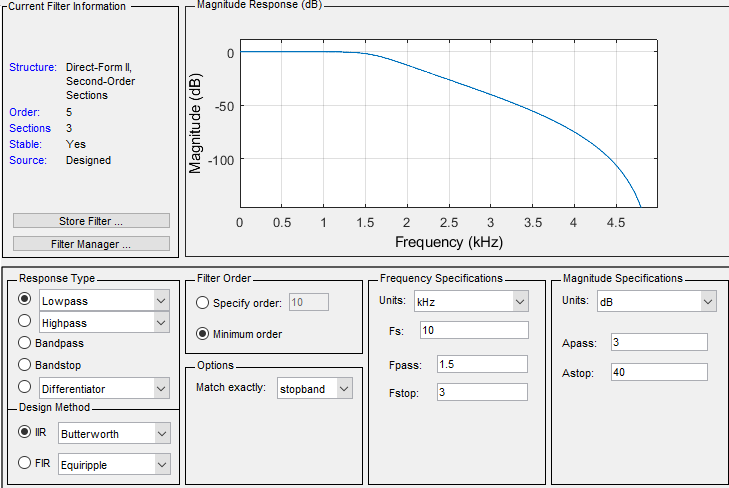 Current Filter Information
Structure: Direct-Form II,
Second-Order
Sections
Order: 5
Sections 3
Stable: Yes
Source: Designed
Store Filter ...
Filter Manager ...
Magnitude Response (dB)
Magnitude (dB)
0
-50
-100
0 0.5 1 1.5 2 2.5 3 3.5 4 4.5
Frequency (kHz)
Response Type
Lowpass
Highpass
Bandpass
Bandstop
Differentiator
Design Method
IIR Butterworth
FIR Equiripple
Filter Order
Specify order: 10
Minimum order
Options
Match exactly: stopband
Frequency Specifications
Units: kHz
Fs: 10
Fpass: 1.5
Fstop: 3
Magnitude Specifications
Units: dB
Apass: 3
Astop: 40